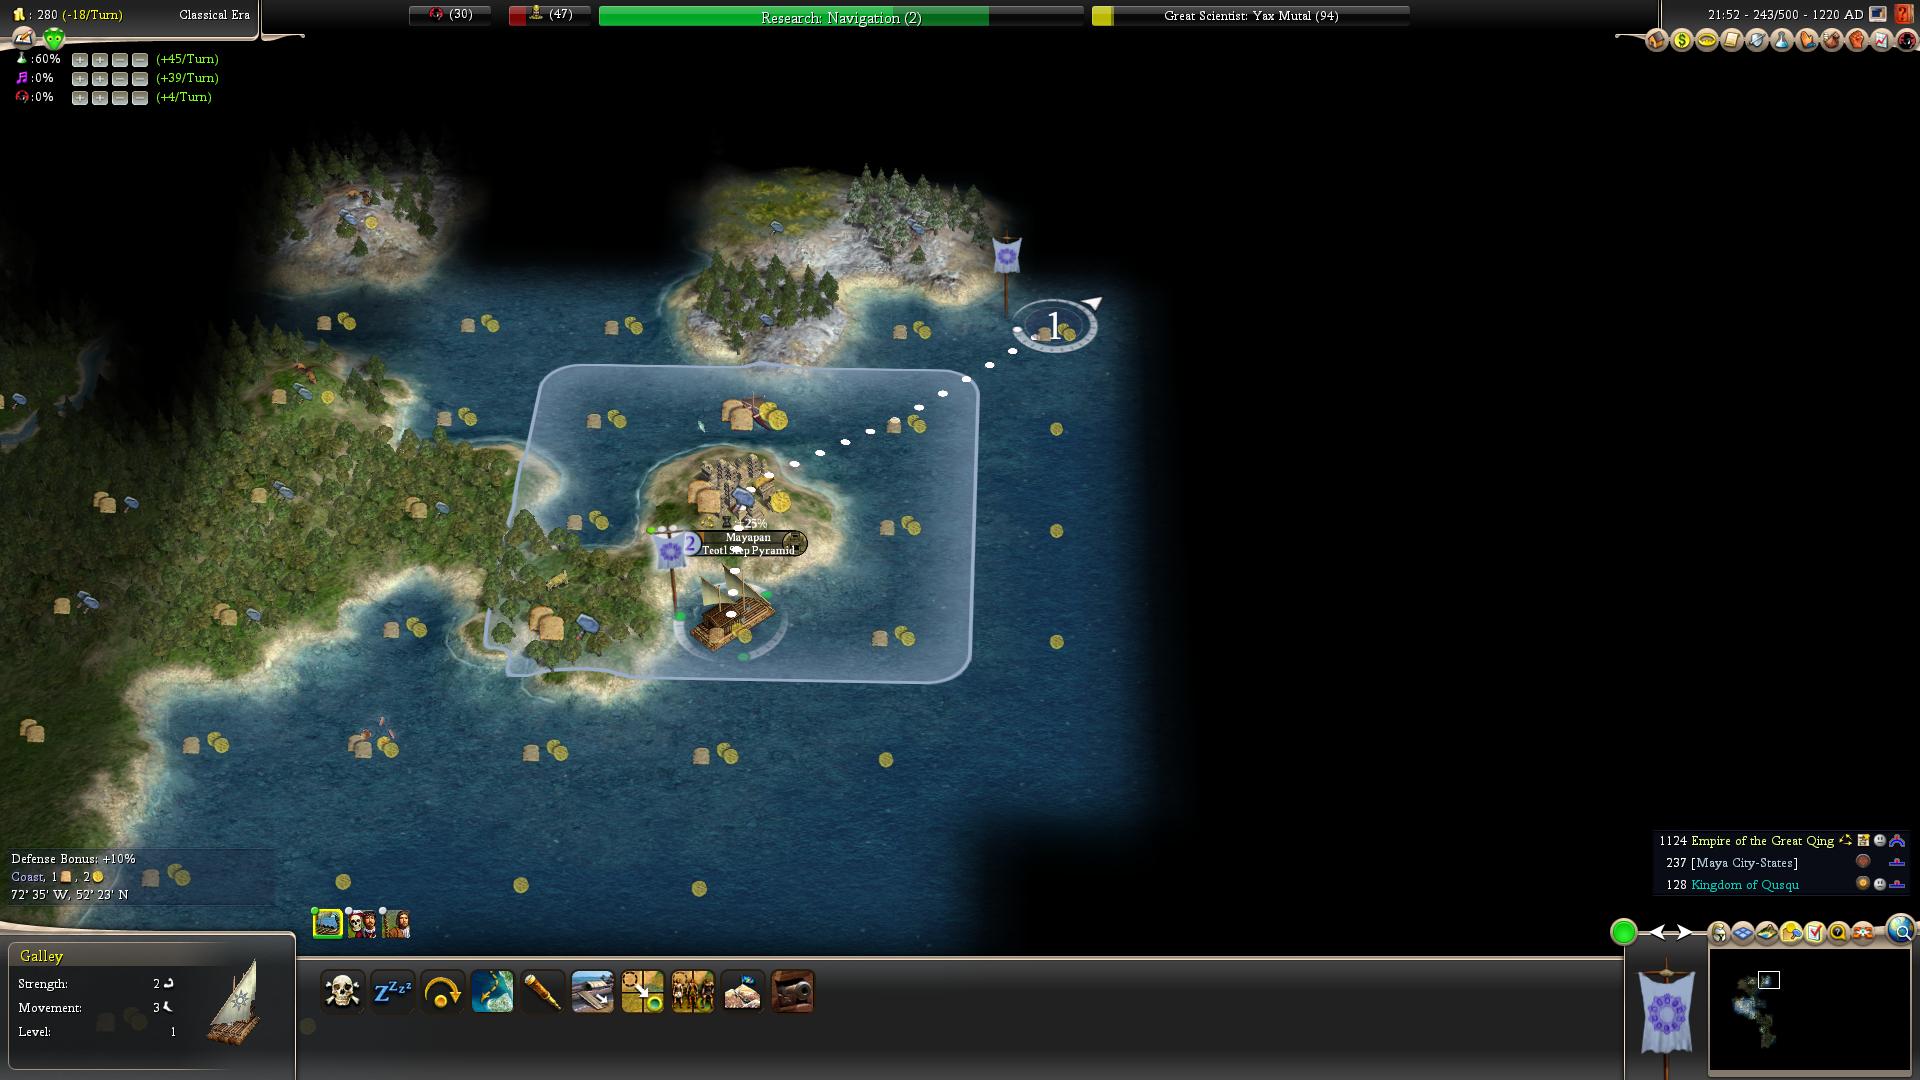 : 280 (-18/Turn)
Classical Era
(30)
(47)
Research: Navigation (2)
Great Scientist: Yax Mutal (94)
21:52 - 243/500 - 1220 AD
:60% (+45/Turn)
:0% (+39/Turn)
:0% (+4/Turn)
1
+25%
2
Mayapan
Teotl Step Pyramid
1124 Empire of the Great Qing
237 [Maya City-States]
128 Kingdom of Qusqu
Defense Bonus: +10%
Coast, 1, 2
72° 35' W, 52° 23' N
Galley
Strength: 2
Movement: 3
Level: 1
ZZZZ